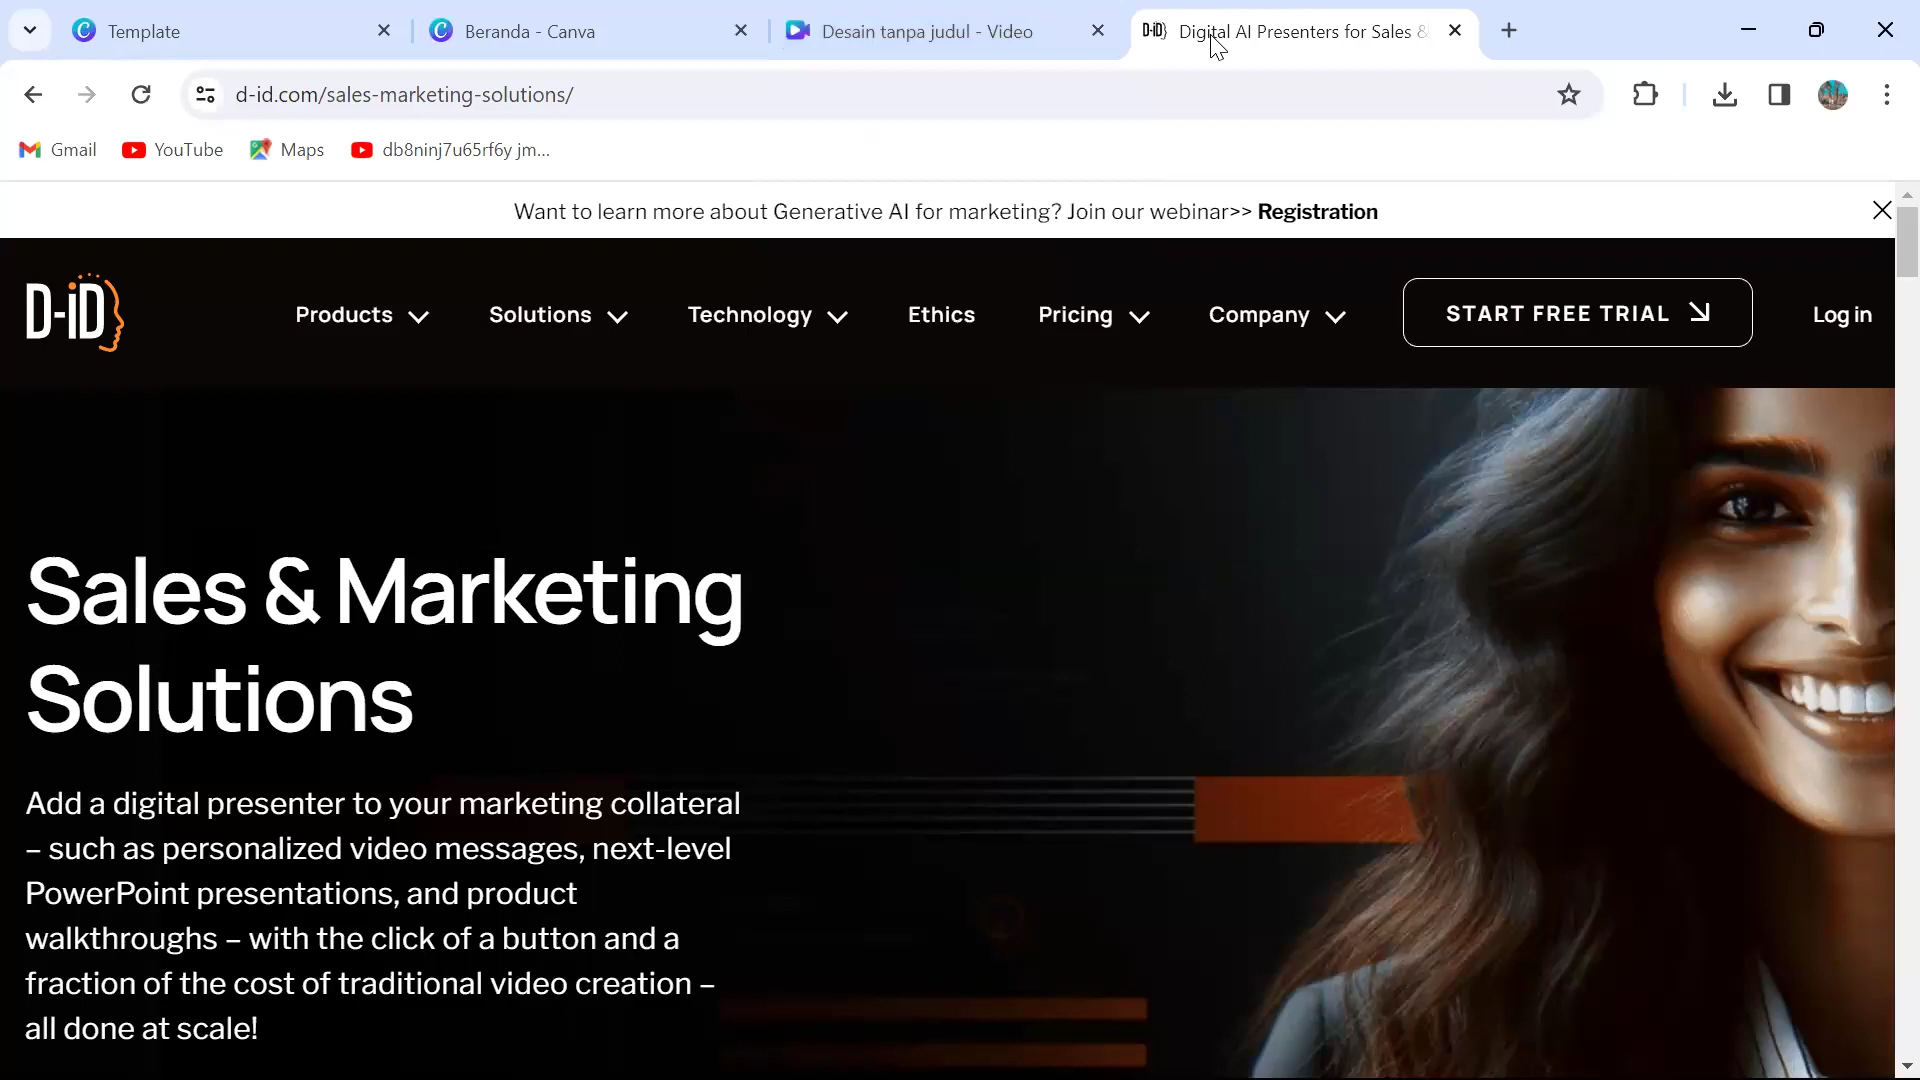 Template
Beranda - Canva
Desain tanpa judul - Video
D-iD Digital AI Presenters for Sales &
d-id.com/sales-marketing-solutions/
Gmail
YouTube
Maps
db8ninj7u65rf6y jm...
Want to learn more about Generative AI for marketing? Join our webinar>> Registration
D-iD
Products
Solutions
Technology
Ethics
Pricing
Company
START FREE TRIAL
Log in
Sales & Marketing
Solutions
Add a digital presenter to your marketing collateral
– such as personalized video messages, next-level
PowerPoint presentations, and product
walkthroughs – with the click of a button and a
fraction of the cost of traditional video creation –
all done at scale!